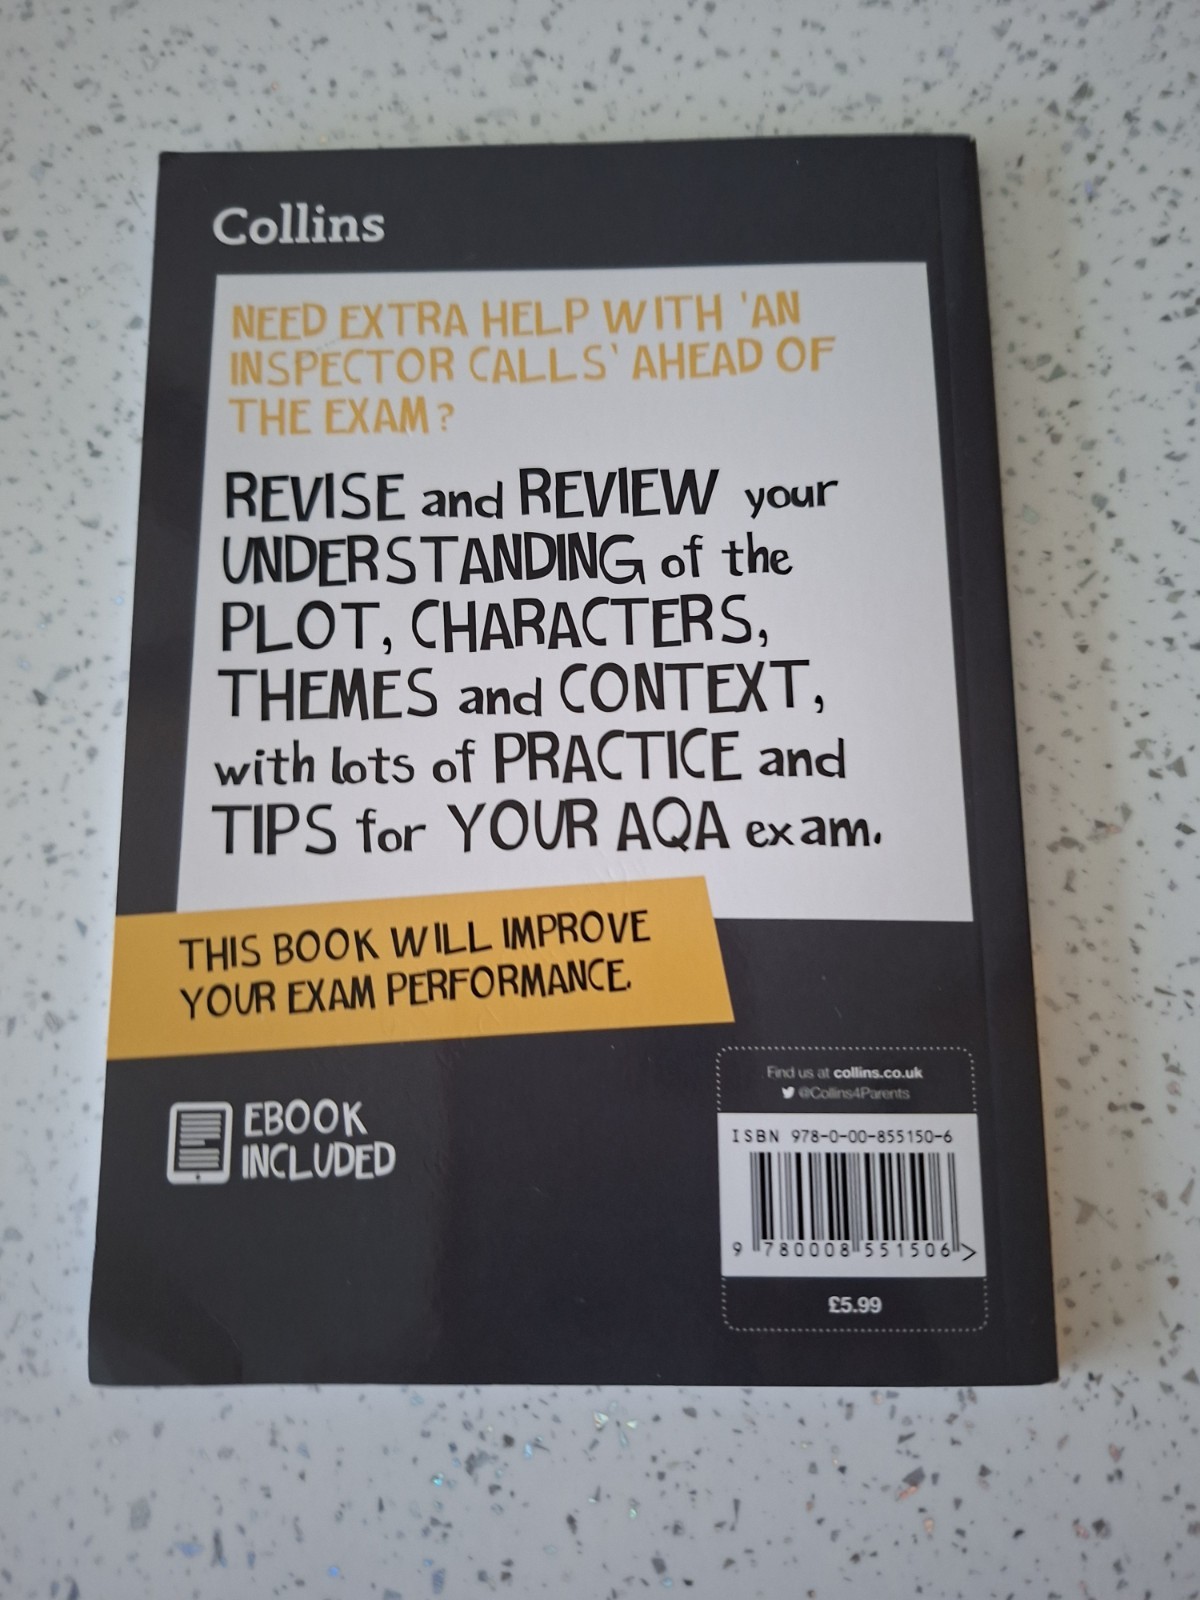 Collins
NEED EXTRA HELP WITH 'AN
INSPECTOR CALLS' AHEAD OF
THE EXAM?
REVISE and REVIEW your
UNDERSTANDING of the
PLOT, CHARACTERS,
THEMES and CONTEXT,
with lots of PRACTICE and
TIPS for YOUR AQA exam.
THIS BOOK WILL IMPROVE
YOUR EXAM PERFORMANCE.
EBOOK
INCLUDED
Find us at collins.co.uk
@Collins4Parents
ISBN 978-0-00-855150-6
9 780008 551506 >
£5.99